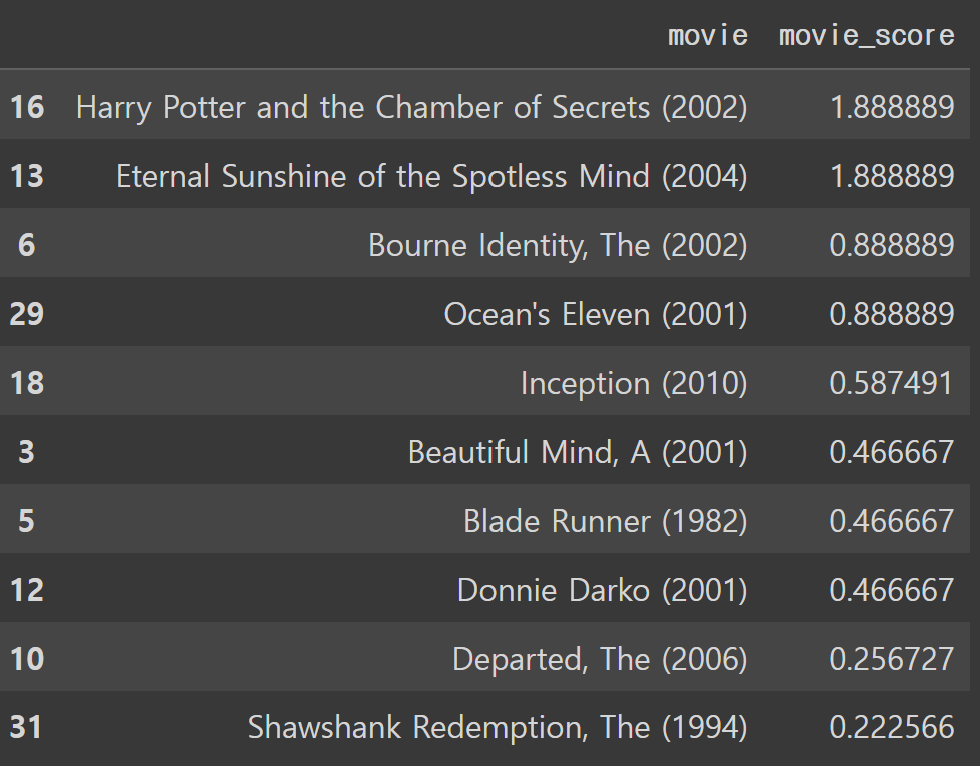 movie movie_score
16 Harry Potter and the Chamber of Secrets (2002) 1.888889
13 Eternal Sunshine of the Spotless Mind (2004) 1.888889
6 Bourne Identity, The (2002) 0.888889
29 Ocean's Eleven (2001) 0.888889
18 Inception (2010) 0.587491
3 Beautiful Mind, A (2001) 0.466667
5 Blade Runner (1982) 0.466667
12 Donnie Darko (2001) 0.466667
10 Departed, The (2006) 0.256727
31 Shawshank Redemption, The (1994) 0.222566